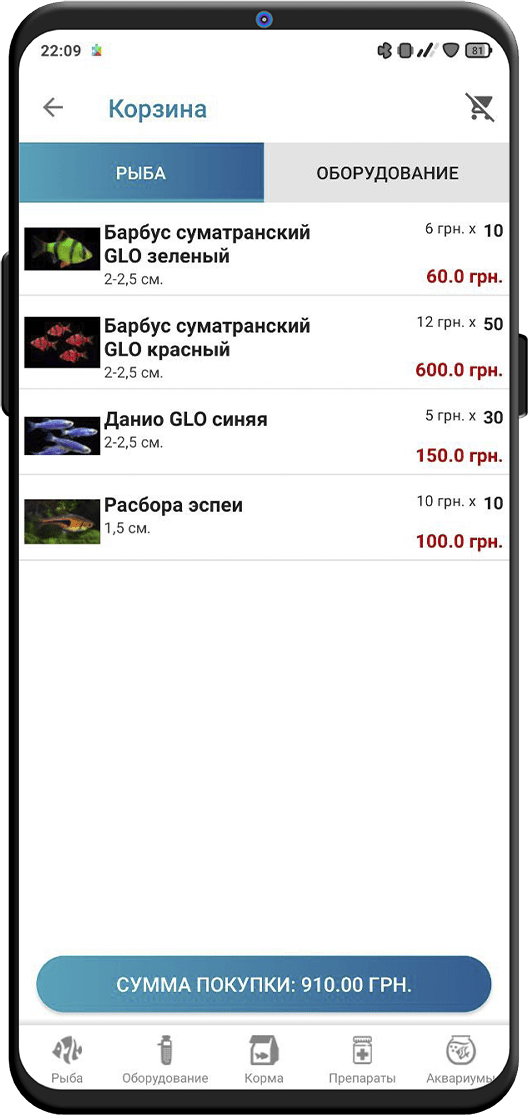 22:09
81
Корзина
РЫБА
ОБОРУДОВАНИЕ
Барбус суматранский
GLO зеленый
2-2,5 см.
6 грн. x 10
60.0 грн.
Барбус суматранский
GLO красный
2-2,5 см.
12 грн. x 50
600.0 грн.
Данио GLO синяя
2-2,5 см.
5 грн. x 30
150.0 грн.
Расбора эспеи
1,5 см.
10 грн. x 10
100.0 грн.
СУММА ПОКУПКИ: 910.00 ГРН.
Рыба
Оборудование
Корма
Препараты
Аквариумы